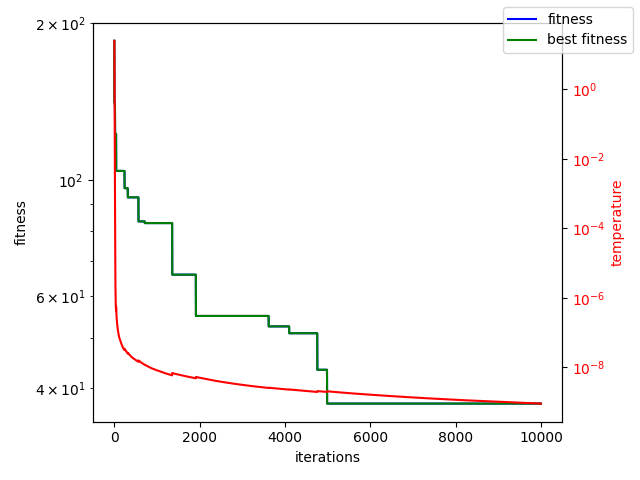 fitness
best fitness
2 × 10²
10²
6 × 10¹
4 × 10¹
fitness
10⁰
10⁻²
10⁻⁴
10⁻⁶
10⁻⁸
temperature
0 2000 4000 6000 8000 10000
iterations